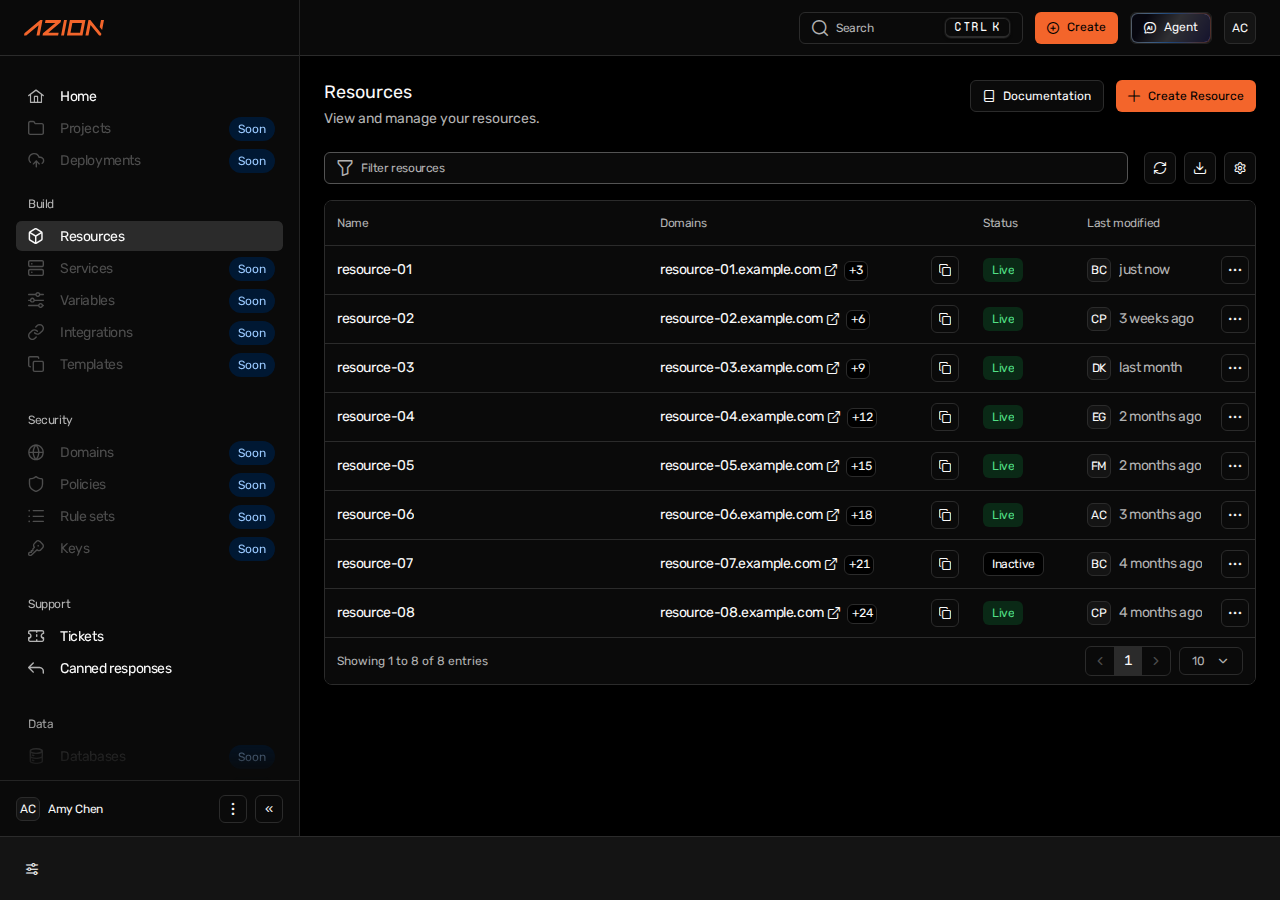 AZION
Search CTRL K
Create
Agent
AC
Home
Projects Soon
Deployments Soon
Build
Resources
Services Soon
Variables Soon
Integrations Soon
Templates Soon
Security
Domains Soon
Policies Soon
Rule sets Soon
Keys Soon
Support
Tickets
Canned responses
Data
Databases Soon
AC Amy Chen
Resources
View and manage your resources.
Documentation
Create Resource
Filter resources
Name Domains Status Last modified
resource-01 resource-01.example.com +3 Live BC just now
resource-02 resource-02.example.com +6 Live CP 3 weeks ago
resource-03 resource-03.example.com +9 Live DK last month
resource-04 resource-04.example.com +12 Live EG 2 months ago
resource-05 resource-05.example.com +15 Live FM 2 months ago
resource-06 resource-06.example.com +18 Live AC 3 months ago
resource-07 resource-07.example.com +21 Inactive BC 4 months ago
resource-08 resource-08.example.com +24 Live CP 4 months ago
Showing 1 to 8 of 8 entries 1 10